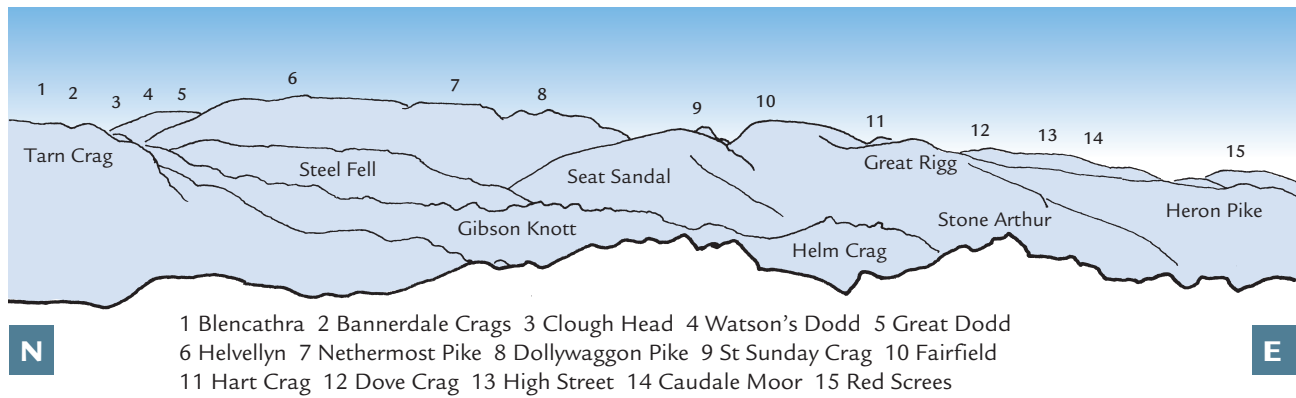 1
2
3
4
5
6
7
8
9
10
11
12
13
14
15
Tarn Crag
Steel Fell
Seat Sandal
Great Rigg
Gibson Knott
Helm Crag
Stone Arthur
Heron Pike
N
E
1 Blencathra 2 Bannerdale Crags 3 Clough Head 4 Watson’s Dodd 5 Great Dodd
6 Helvellyn 7 Nethermost Pike 8 Dollywaggon Pike 9 St Sunday Crag 10 Fairfield
11 Hart Crag 12 Dove Crag 13 High Street 14 Caudale Moor 15 Red Screes